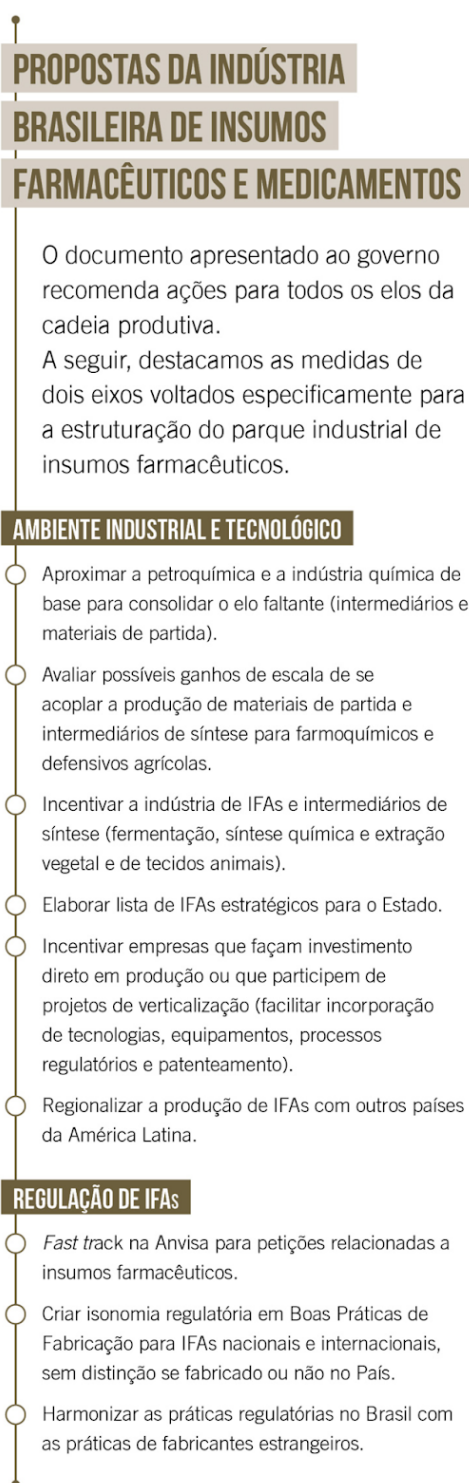 PROPOSTAS DA INDÚSTRIA
BRASILEIRA DE INSUMOS
FARMACÊUTICOS E MEDICAMENTOS
O documento apresentado ao governo
recomenda ações para todos os elos da
cadeia produtiva.
A seguir, destacamos as medidas de
dois eixos voltados especificamente para
a estruturação do parque industrial de
insumos farmacêuticos.
AMBIENTE INDUSTRIAL E TECNOLÓGICO
Aproximar a petroquímica e a indústria química de
base para consolidar o elo faltante (intermediários e
materiais de partida).
Avaliar possíveis ganhos de escala de se
acoplar a produção de materiais de partida e
intermediários de síntese para farmoquímicos e
defensivos agrícolas.
Incentivar a indústria de IFAs e intermediários de
síntese (fermentação, síntese química e extração
vegetal e de tecidos animais).
Elaborar lista de IFAs estratégicos para o Estado.
Incentivar empresas que façam investimento
direto em produção ou que participem de
projetos de verticalização (facilitar incorporação
de tecnologias, equipamentos, processos
regulatórios e patenteamento).
Regionalizar a produção de IFAs com outros países
da América Latina.
REGULAÇÃO DE IFAs
Fast track na Anvisa para petições relacionadas a
insumos farmacêuticos.
Criar isonomia regulatória em Boas Práticas de
Fabricação para IFAs nacionais e internacionais,
sem distinção se fabricado ou não no País.
Harmonizar as práticas regulatórias no Brasil com
as práticas de fabricantes estrangeiros.